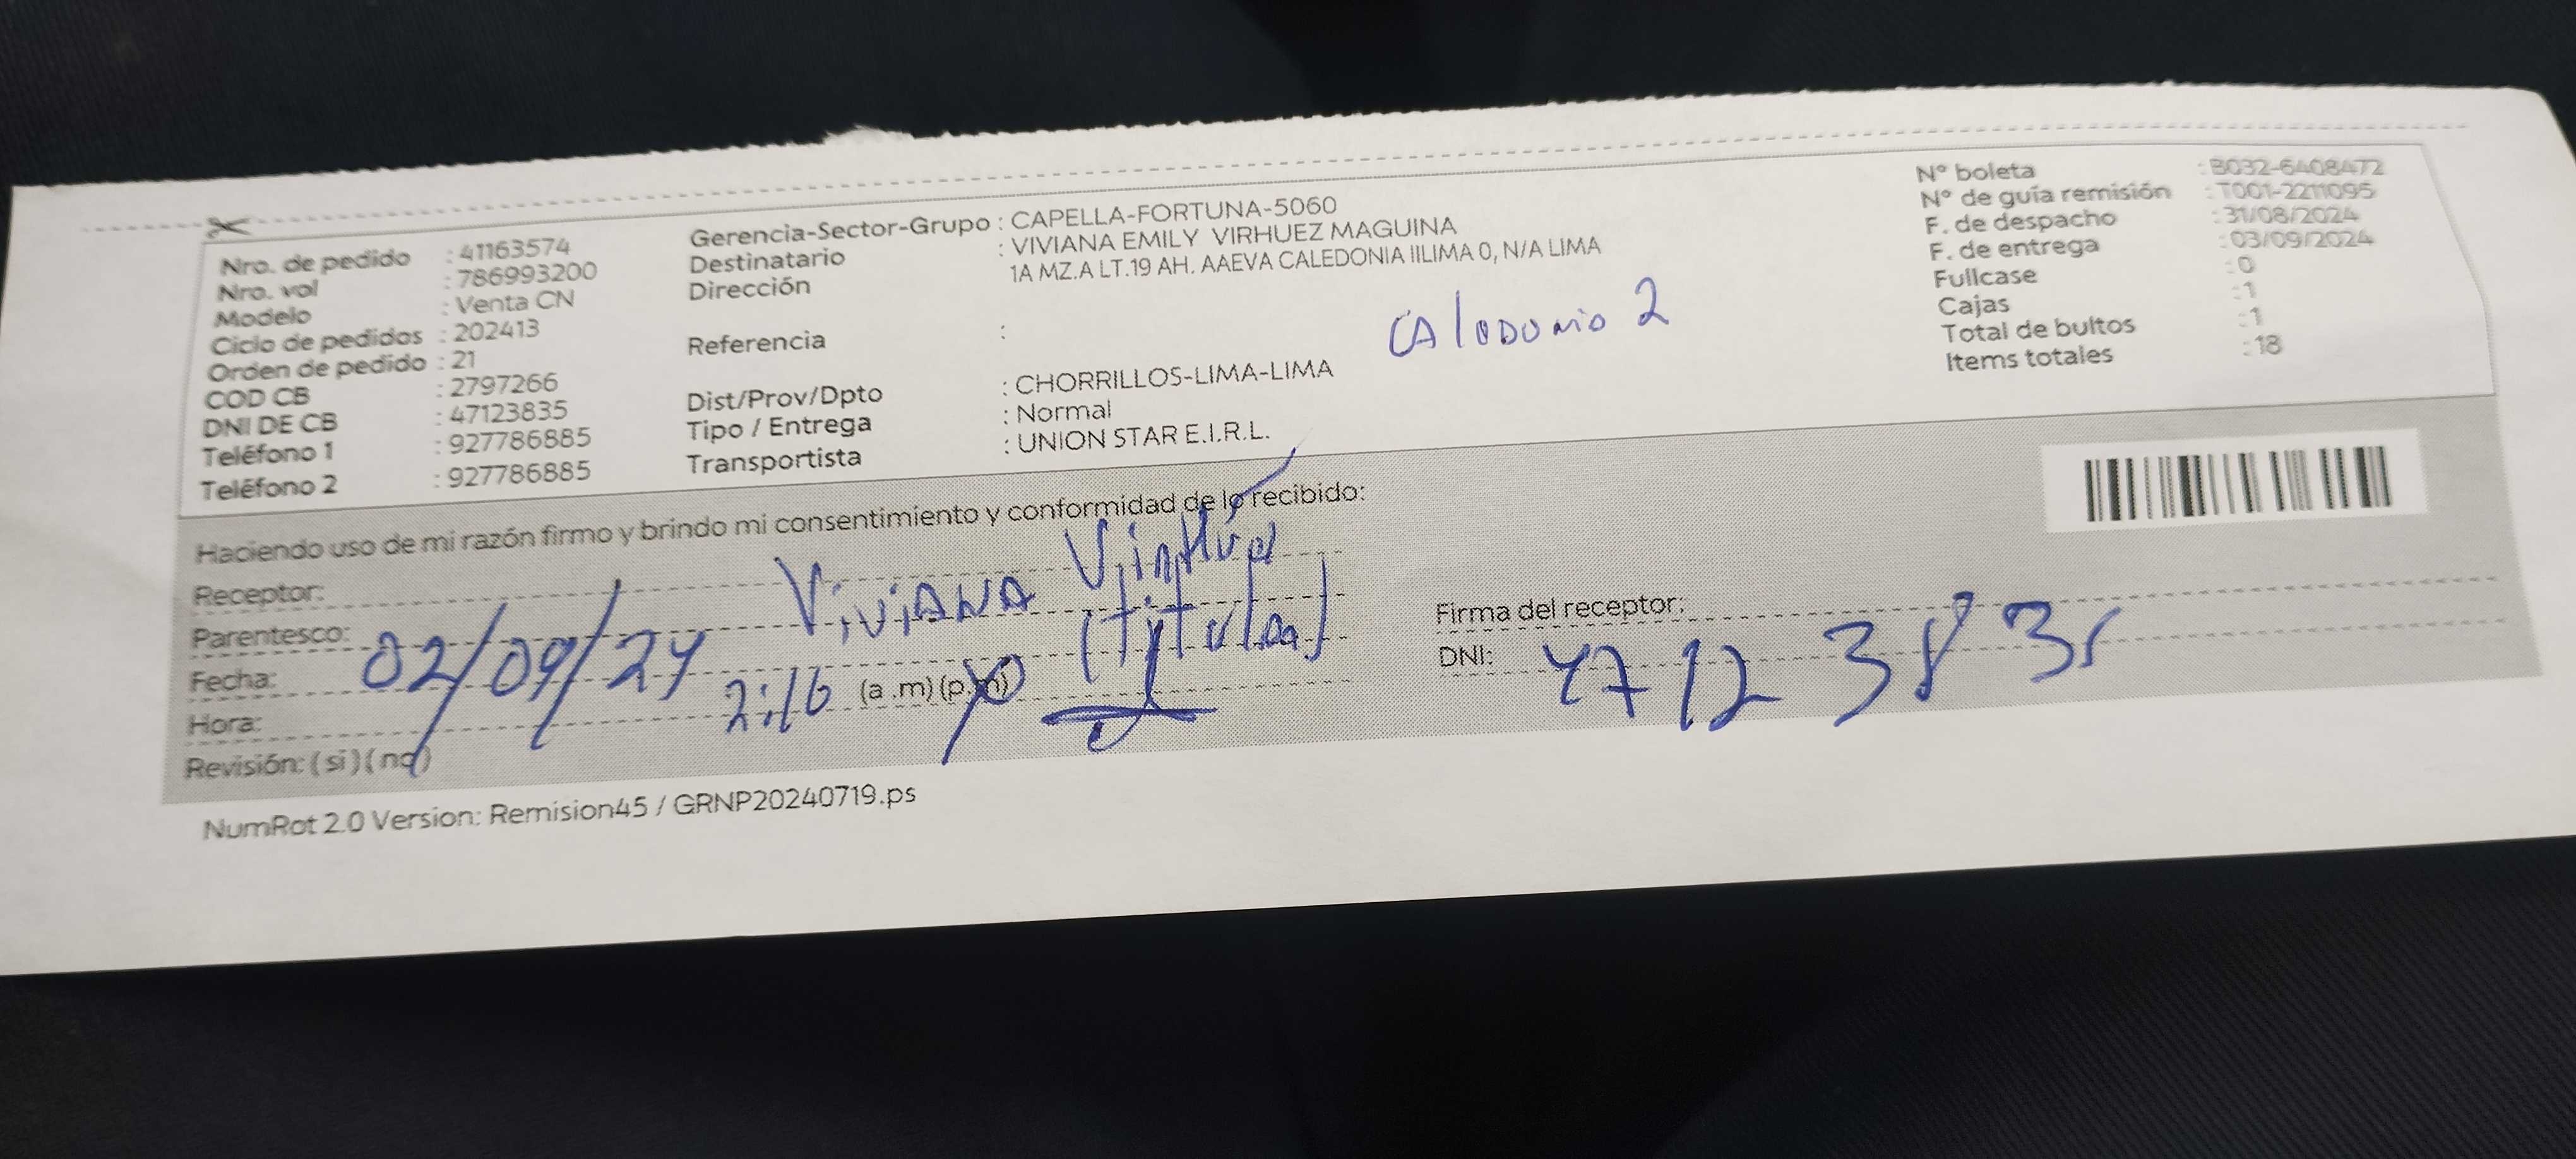 Nro. de pedido : 41163574
Nro. vol : 786993200
Modelo : Venta CN
Ciclo de pedidos : 202413
Orden de pedido : 21
COD CB : 2797266
DNI DE CB : 47123835
Teléfono 1 : 927786885
Teléfono 2 : 927786885
Gerencia-Sector-Grupo : CAPELLA-FORTUNA-5060
Destinatario : VIVIANA EMILY VIRHUEZ MAGUINA
Dirección 1A MZ.A LT.19 AH. AAEVA CALEDONIA IILIMA 0, N/A LIMA
Referencia :
2
Dist/Prov/Dpto : CHORRILLOS-LIMA-LIMA
Tipo / Entrega : Normal
Transportista : UNION STAR E.I.R.L.
N° boleta : B032-6408472
N° de guía remisión : T001-2211095
F. de despacho : 31/08/2024
F. de entrega : 03/09/2024
Fullcase : 0
Cajas : 1
Total de bultos : 1
Items totales : 18
Haciendo uso de mi razón firmo y brindo mi consentimiento y conformidad de lo recibido:
Receptor: Viviana
Parentesco: (Titular)
Fecha: 02/09/24
Hora: 2:16 (a .m) (p.m)
Revisión: ( si ) ( no )
Firma del receptor:
DNI: 47123835
NumRot 2.0 Version: Remision45 / GRNP20240719.ps